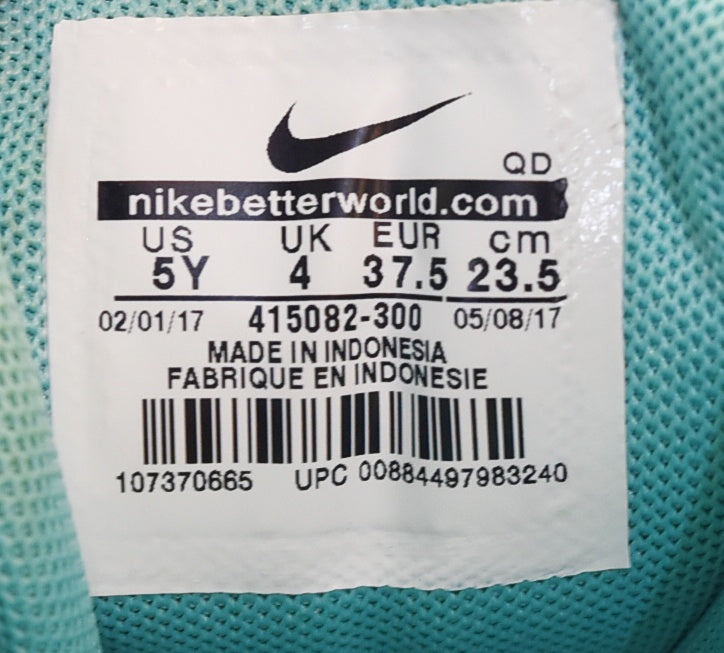 QD
nikebetterworld.com
US UK EUR cm
5Y 4 37.5 23.5
02/01/17 415082-300 05/08/17
MADE IN INDONESIA
FABRIQUE EN INDONESIE
107370665 UPC 00884497983240